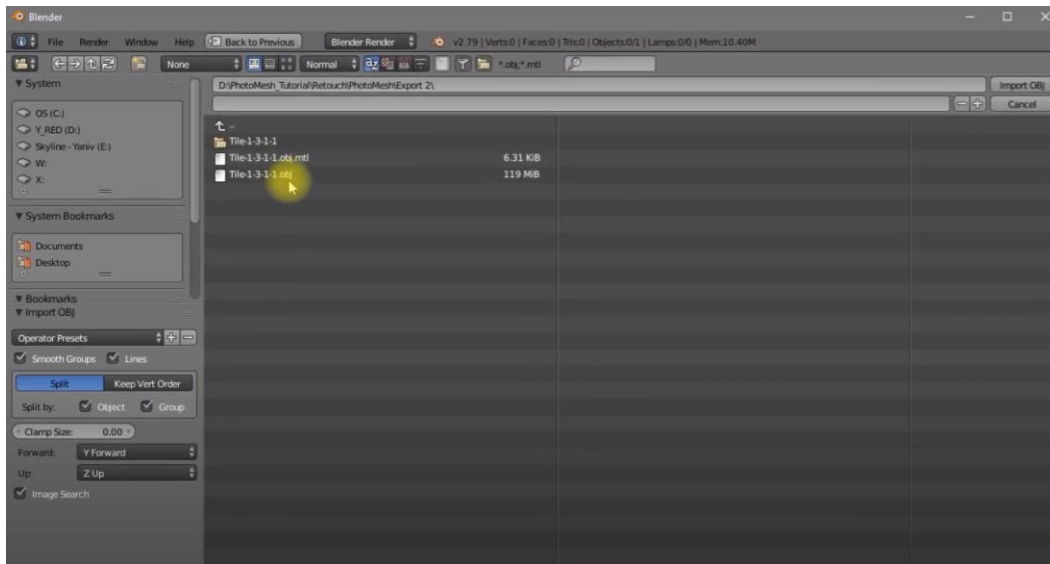 Blender
File Render Window Help Back to Previous Blender Render v2.79 | Verts:0 | Faces:0 | Tris:0 | Objects:0/1 | Lamps:0/0 | Mem:10.40M
None Normal *.obj;*.mtl
System
OS (C:)
Y_RED (D:)
Skyline - Yaniv (E:)
W:
X:
System Bookmarks
Documents
Desktop
Bookmarks
Import OBJ
Operator Presets
Smooth Groups Lines
Split Keep Vert Order
Split by: Object Group
Clamp Size: 0.00
Forward: Y Forward
Up: Z Up
Image Search
D:\PhotoMesh_Tutorial\Retouch\PhotoMesh\Export 2\ Import OBJ
Cancel
..
Tile-1-3-1-1
Tile-1-3-1-1.obj.mtl 6.31 KiB
Tile-1-3-1-1.obj 119 MiB